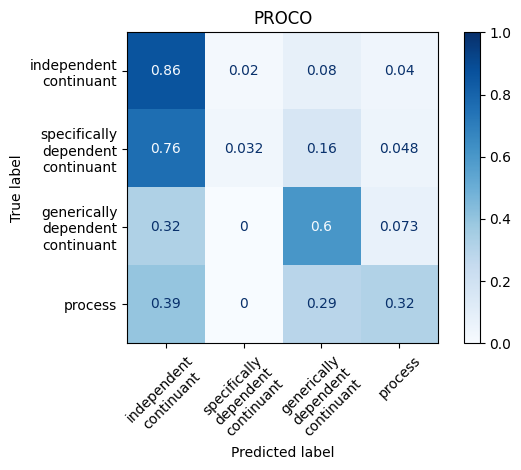 PROCO
True label
independent
continuant
0.86 0.02 0.08 0.04
specifically
dependent
continuant
0.76 0.032 0.16 0.048
generically
dependent
continuant
0.32 0 0.6 0.073
process
0.39 0 0.29 0.32
independent
continuant
specifically
dependent
continuant
generically
dependent
continuant
process
Predicted label
1.0
0.8
0.6
0.4
0.2
0.0